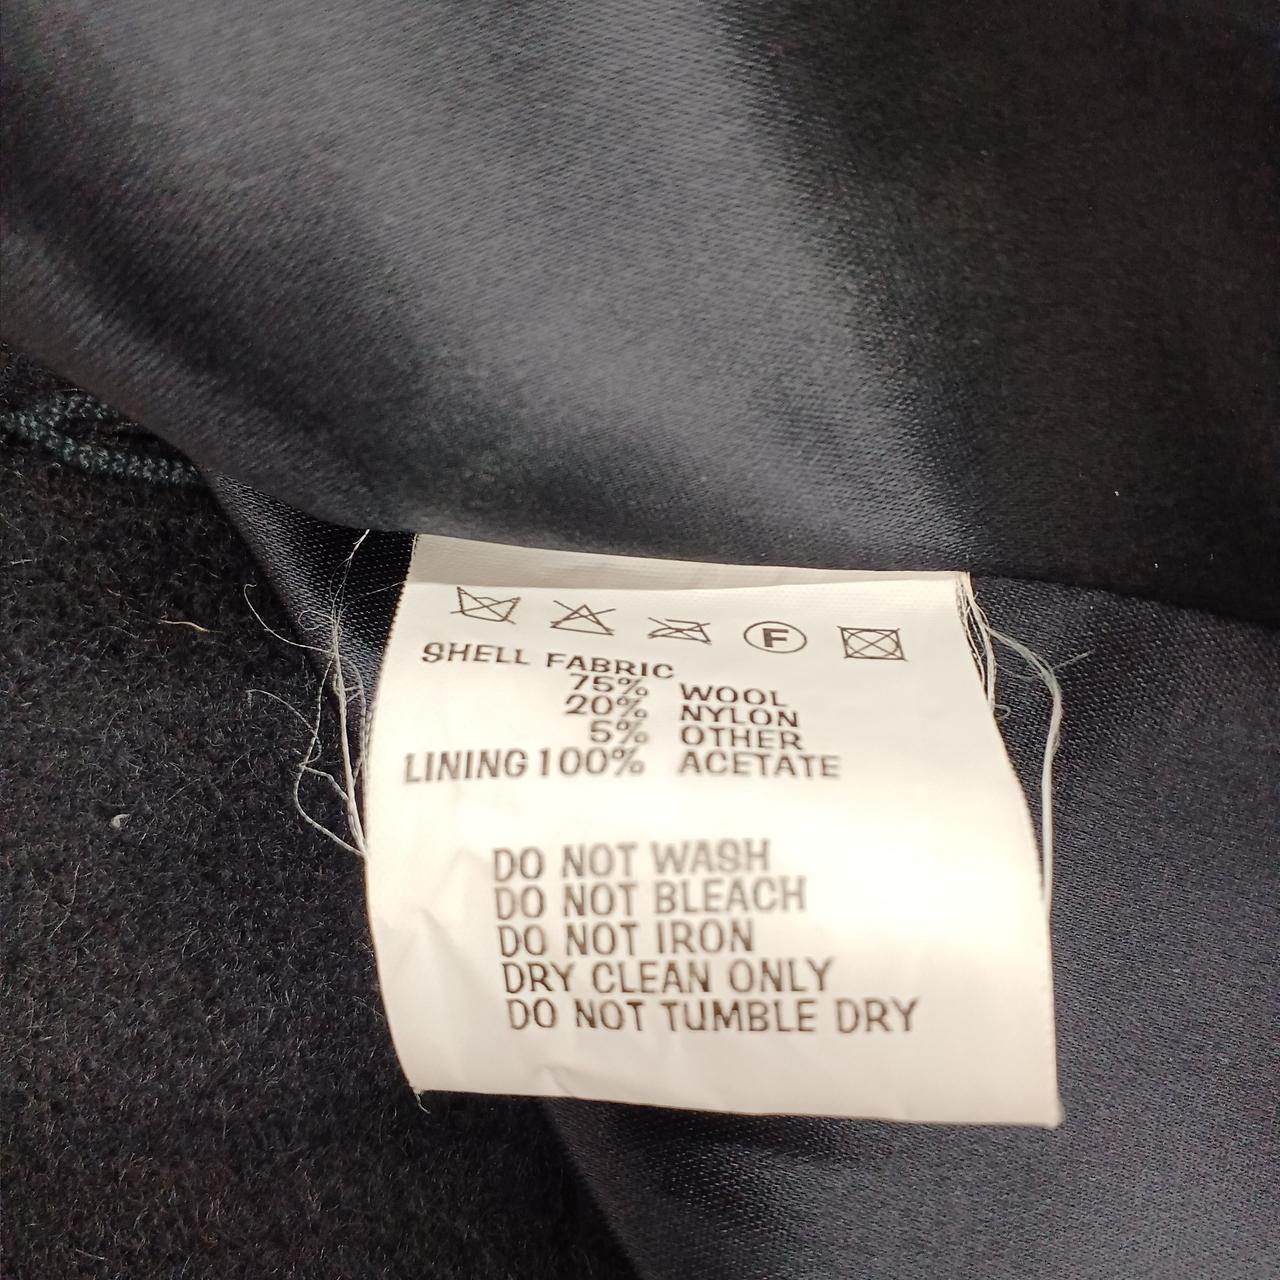 F
SHELL FABRIC
75% WOOL
20% NYLON
5% OTHER
LINING 100% ACETATE
DO NOT WASH
DO NOT BLEACH
DO NOT IRON
DRY CLEAN ONLY
DO NOT TUMBLE DRY